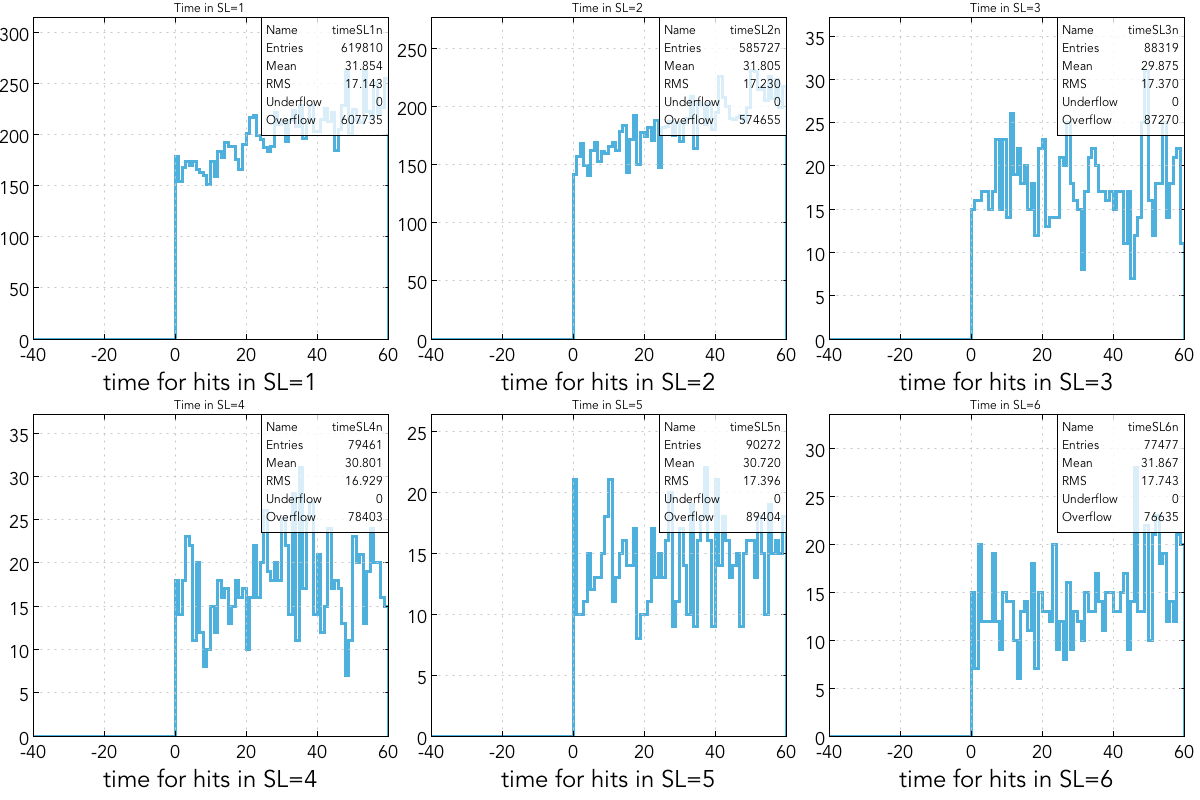 Time in SL=1
Name timeSL1n
Entries 619810
Mean 31.854
RMS 17.143
Underflow 0
Overflow 607735
300
250
200
150
100
50
0
-40 -20 0 20 40 60
time for hits in SL=1
Time in SL=2
Name timeSL2n
Entries 585727
Mean 31.805
RMS 17.230
Underflow 0
Overflow 574655
250
200
150
100
50
0
-40 -20 0 20 40 60
time for hits in SL=2
Time in SL=3
Name timeSL3n
Entries 88319
Mean 29.875
RMS 17.370
Underflow 0
Overflow 87270
35
30
25
20
15
10
5
0
-40 -20 0 20 40 60
time for hits in SL=3
Time in SL=4
Name timeSL4n
Entries 79461
Mean 30.801
RMS 16.929
Underflow 0
Overflow 78403
35
30
25
20
15
10
5
0
-40 -20 0 20 40 60
time for hits in SL=4
Time in SL=5
Name timeSL5n
Entries 90272
Mean 30.720
RMS 17.396
Underflow 0
Overflow 89404
25
20
15
10
5
0
-40 -20 0 20 40 60
time for hits in SL=5
Time in SL=6
Name timeSL6n
Entries 77477
Mean 31.867
RMS 17.743
Underflow 0
Overflow 76635
30
25
20
15
10
5
0
-40 -20 0 20 40 60
time for hits in SL=6